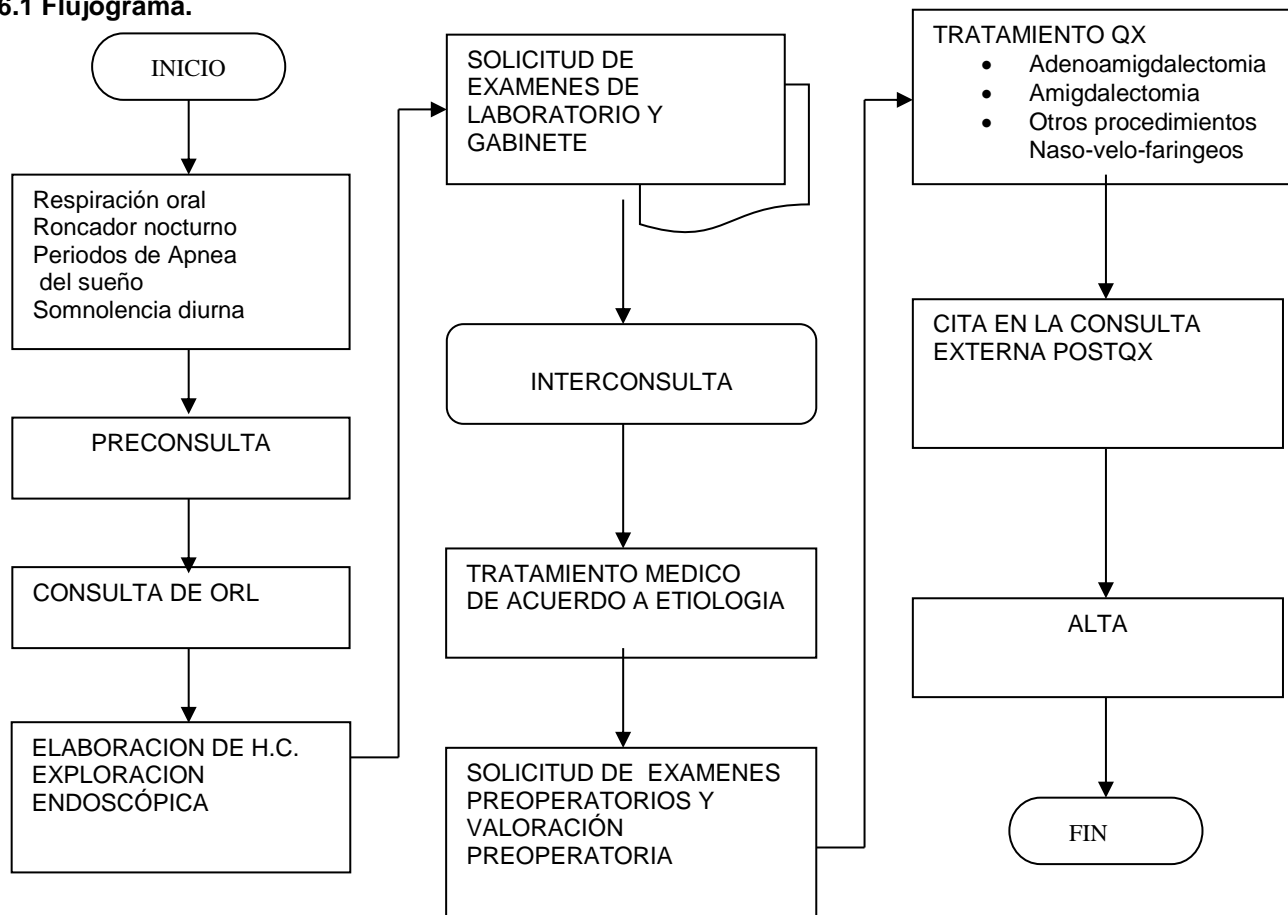 6.1 Flujograma.
INICIO
Respiración oral
Roncador nocturno
Periodos de Apnea
del sueño
Somnolencia diurna
PRECONSULTA
CONSULTA DE ORL
ELABORACION DE H.C.
EXPLORACION
ENDOSCÓPICA
SOLICITUD DE
EXAMENES DE
LABORATORIO Y
GABINETE
INTERCONSULTA
TRATAMIENTO MEDICO
DE ACUERDO A ETIOLOGIA
SOLICITUD DE EXAMENES
PREOPERATORIOS Y
VALORACIÓN
PREOPERATORIA
TRATAMIENTO QX
• Adenoamigdalectomia
• Amigdalectomia
• Otros procedimientos
Naso-velo-faringeos
CITA EN LA CONSULTA
EXTERNA POSTQX
ALTA
FIN